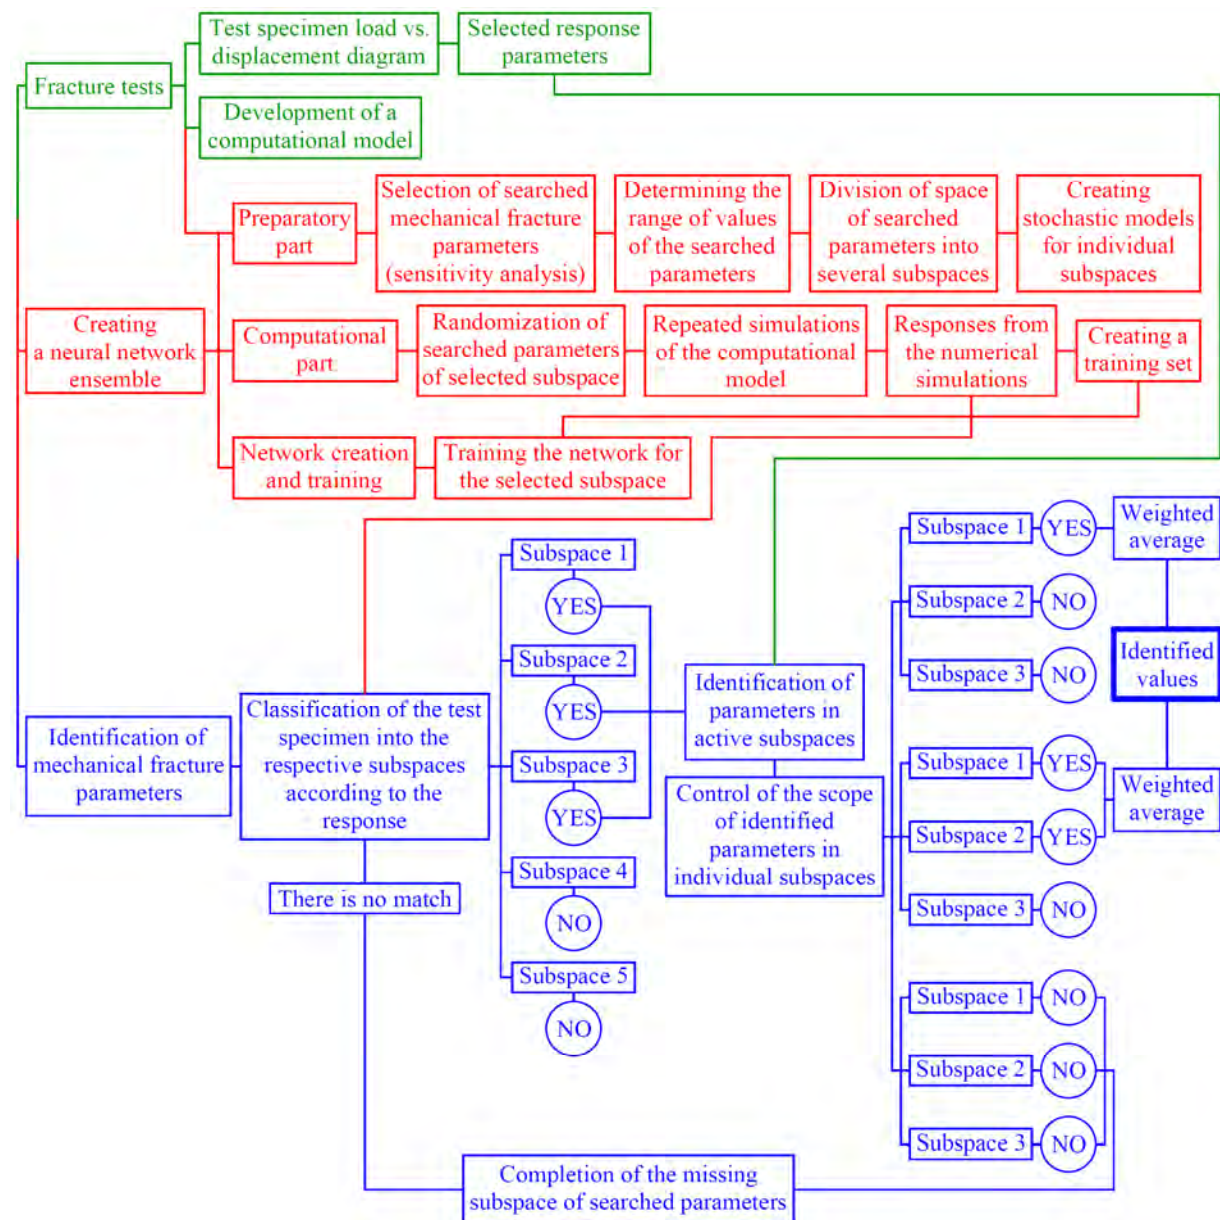 Test specimen load vs.
displacement diagram
Selected response
parameters
Fracture tests
Development of a
computational model
Preparatory
part
Selection of searched
mechanical fracture
parameters
(sensitivity analysis)
Determining the
range of values
of the searched
parameters
Division of space
of searched
parameters into
several subspaces
Creating
stochastic models
for individual
subspaces
Creating
a neural network
ensemble
Computational
part
Randomization of
searched parameters
of selected subspace
Repeated simulations
of the computational
model
Responses from
the numerical
simulations
Creating a
training set
Network creation
and training
Training the network for
the selected subspace
Identification of
mechanical fracture
parameters
Classification of the test
specimen into the
respective subspaces
according to the
response
There is no match
Subspace 1
YES
Subspace 2
YES
Subspace 3
YES
Subspace 4
NO
Subspace 5
NO
Identification of
parameters in
active subspaces
Control of the scope
of identified
parameters in
individual subspaces
Subspace 1
YES
Weighted
average
Subspace 2
NO
Subspace 3
NO
Identified
values
Subspace 1
YES
Subspace 2
YES
Weighted
average
Subspace 3
NO
Subspace 1
NO
Subspace 2
NO
Subspace 3
NO
Completion of the missing
subspace of searched parameters